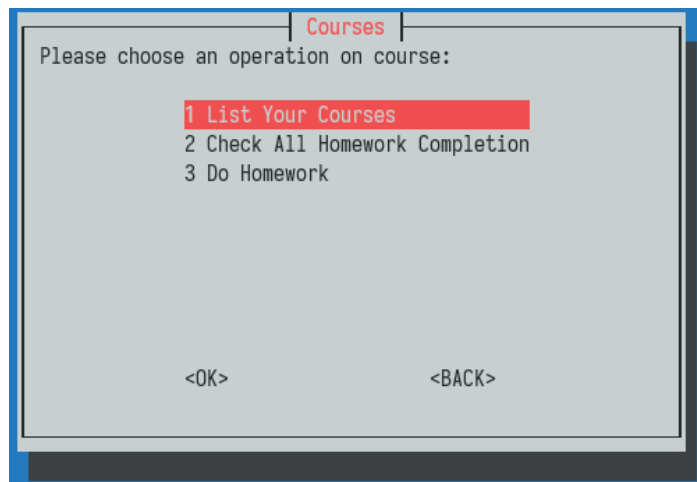 Courses
Please choose an operation on course:
1 List Your Courses
2 Check All Homework Completion
3 Do Homework
<OK> <BACK>